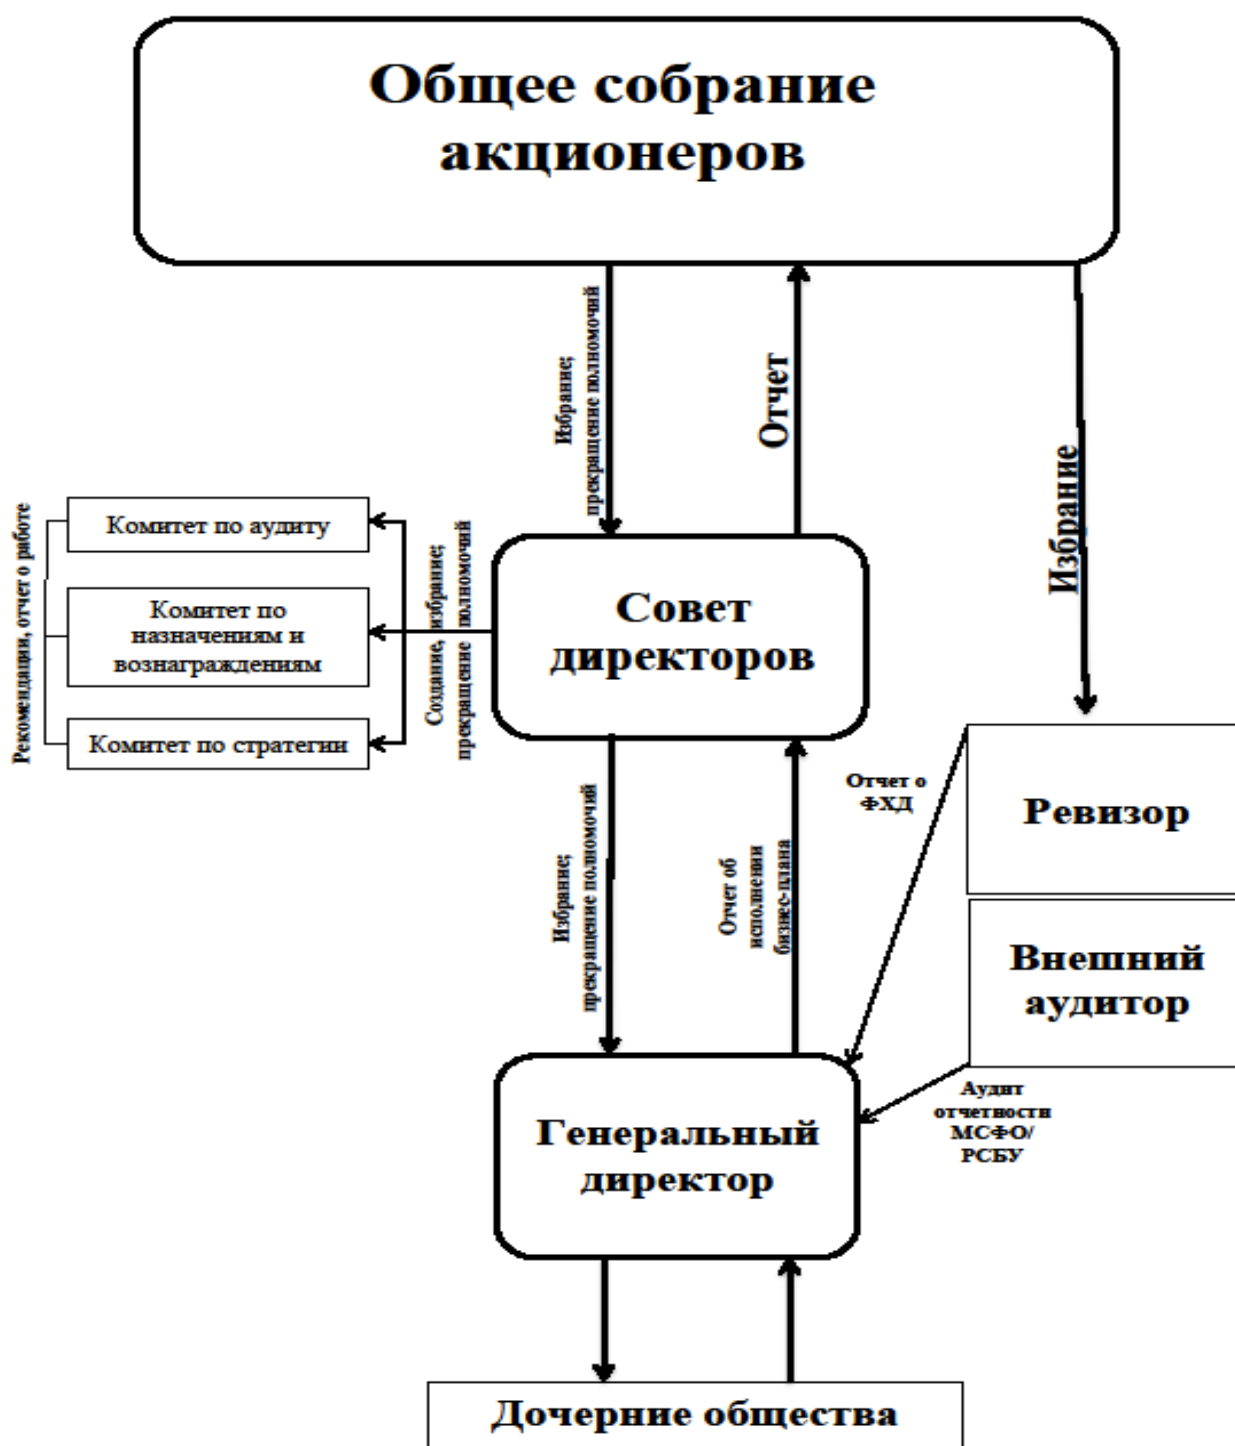 Общее собрание
акционеров
Избрание;
прекращение полномочий
Отчет
Избрание
Рекомендации, отчет о работе
Комитет по аудиту
Комитет по
назначениям и
вознаграждениям
Комитет по стратегии
Создание, избрание;
прекращение полномочий
Совет
директоров
Избрание;
прекращение полномочий
Отчет об
исполнении
бизнес-плана
Отчет о
ФХД
Ревизор
Внешний
аудитор
Аудит
отчетности
МСФО/
РСБУ
Генеральный
директор
Дочерние общества